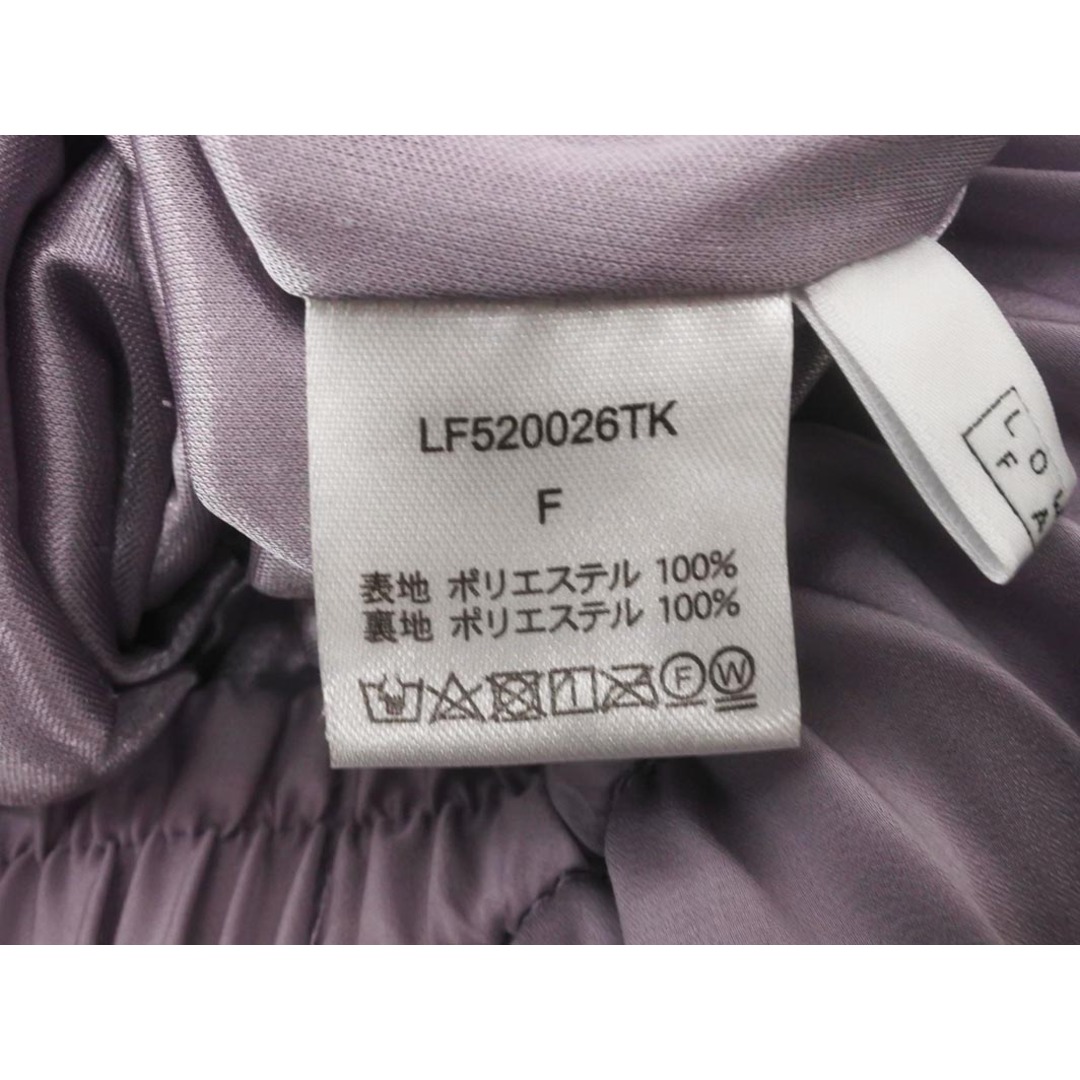 LF520026TK
F
表地 ポリエステル 100%
裏地 ポリエステル 100%
F W
L O
F A